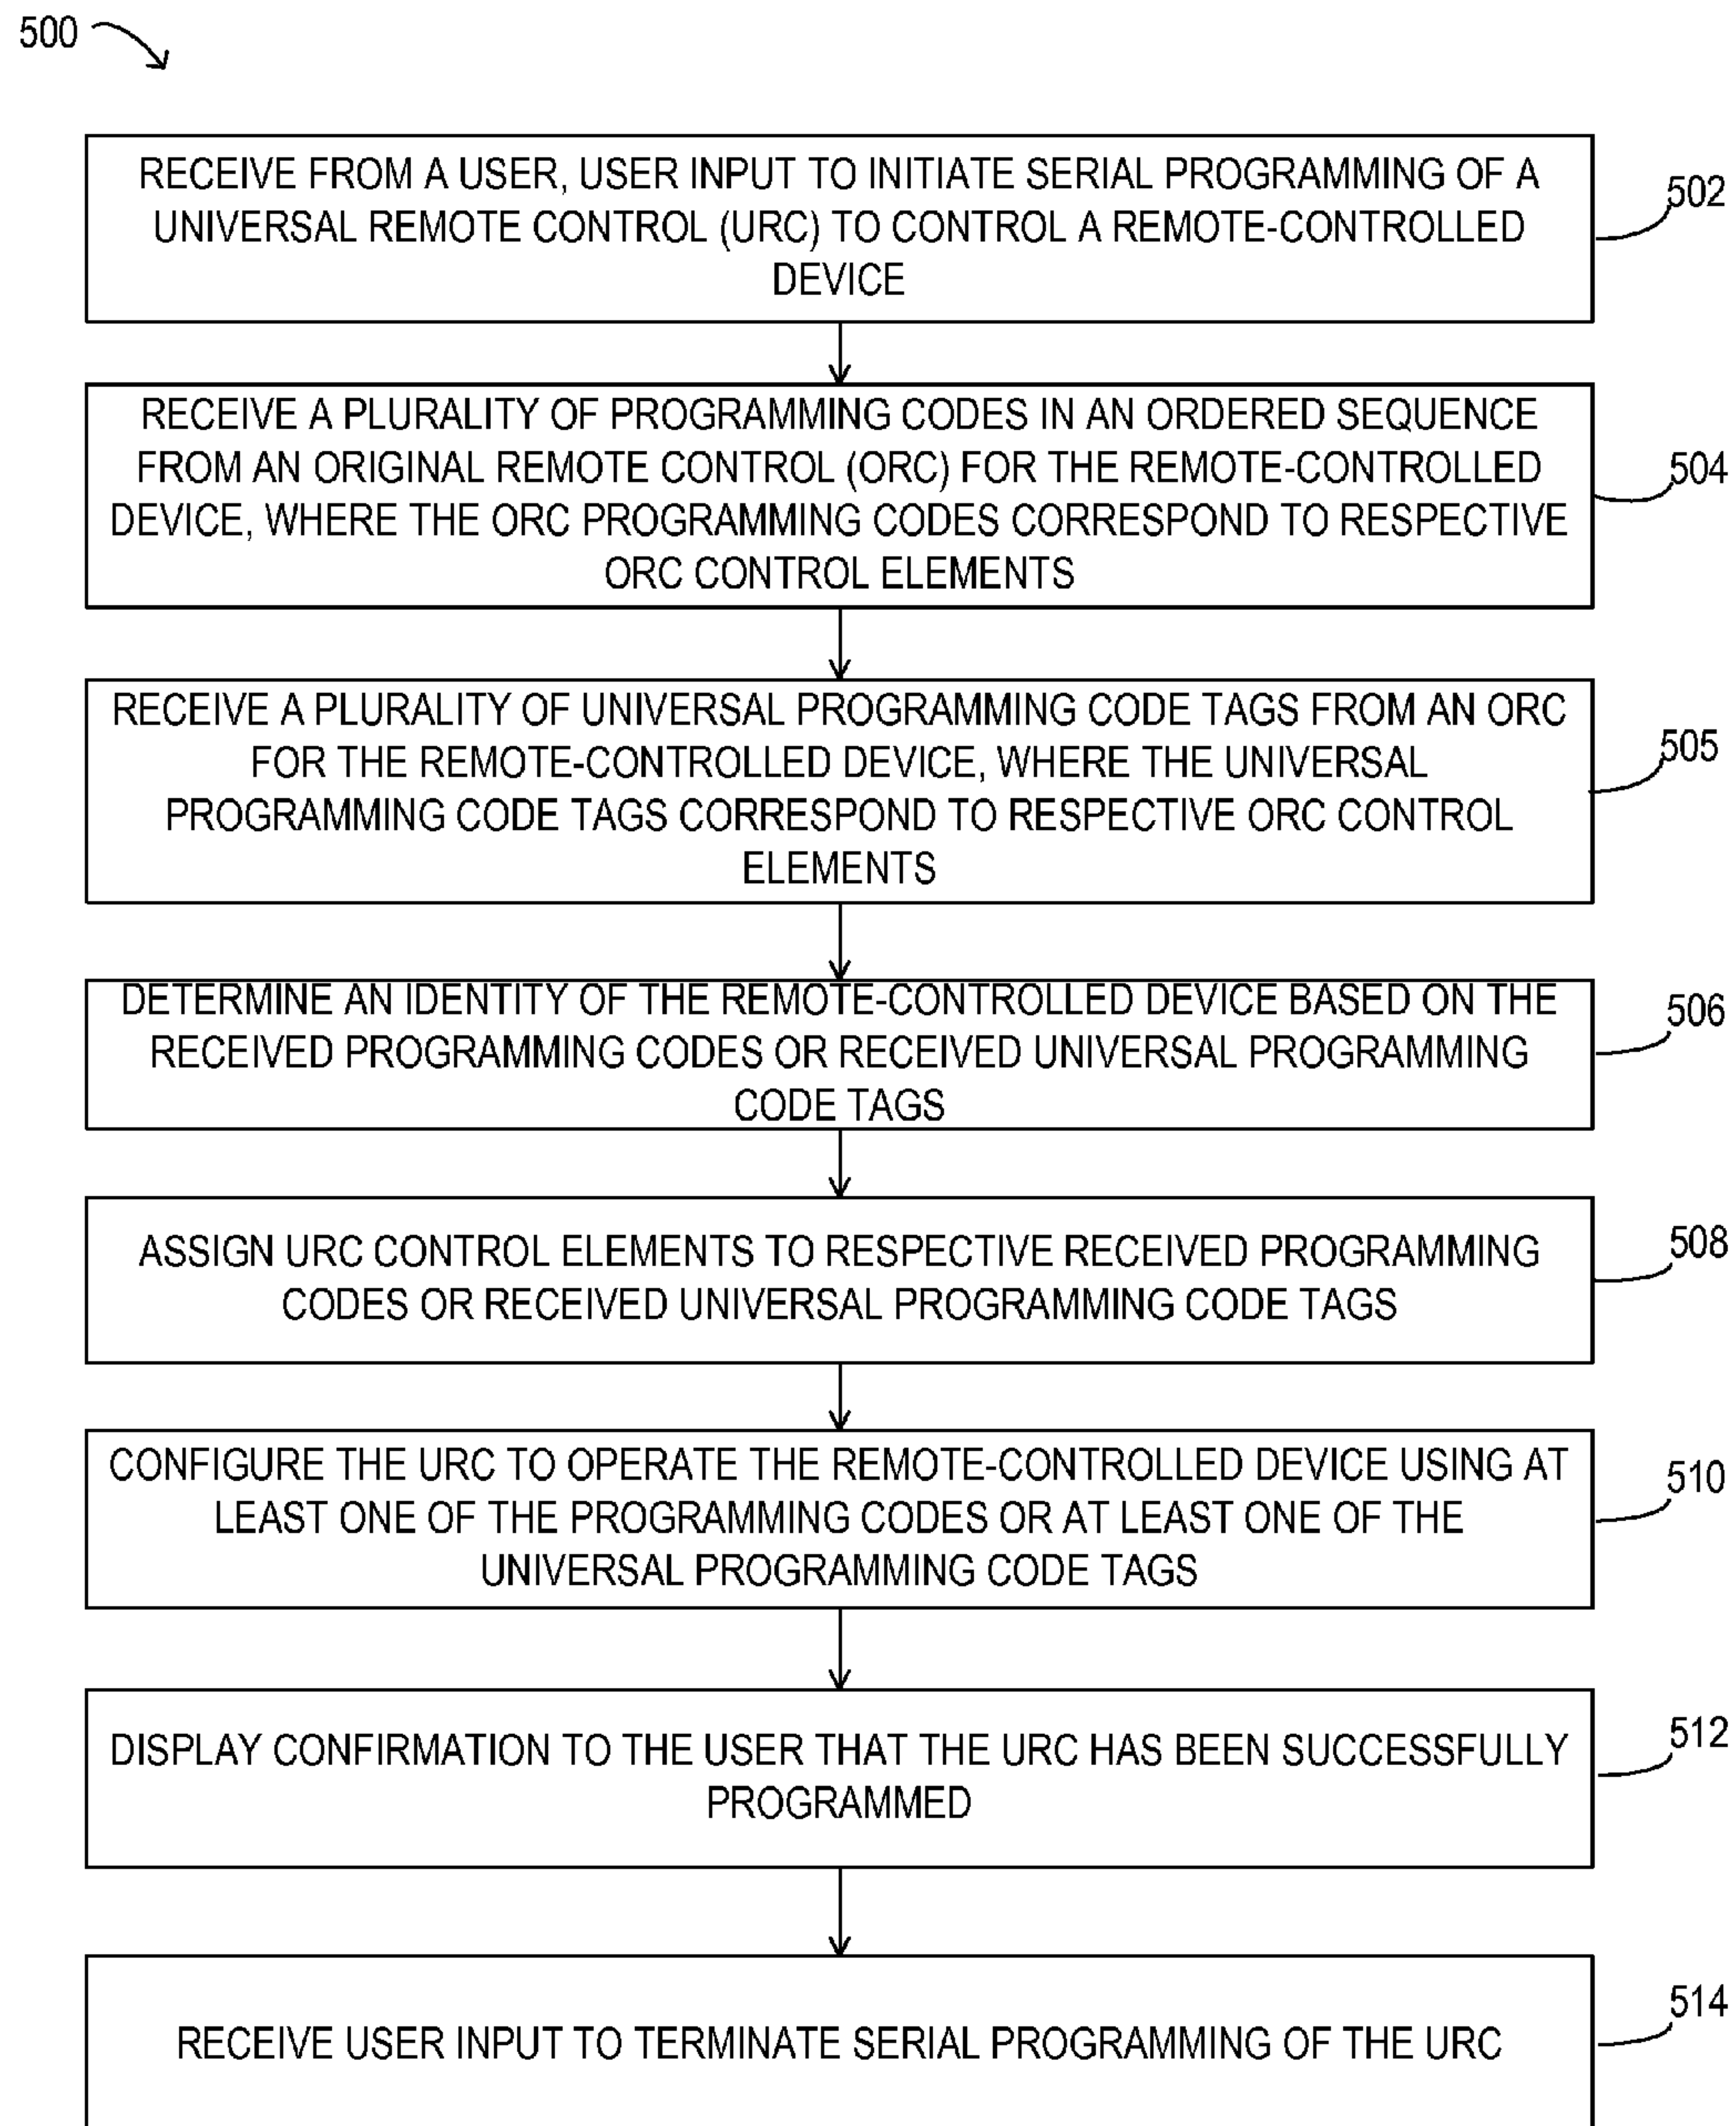 500
RECEIVE FROM A USER, USER INPUT TO INITIATE SERIAL PROGRAMMING OF A
UNIVERSAL REMOTE CONTROL (URC) TO CONTROL A REMOTE-CONTROLLED
DEVICE
502
RECEIVE A PLURALITY OF PROGRAMMING CODES IN AN ORDERED SEQUENCE
FROM AN ORIGINAL REMOTE CONTROL (ORC) FOR THE REMOTE-CONTROLLED
DEVICE, WHERE THE ORC PROGRAMMING CODES CORRESPOND TO RESPECTIVE
ORC CONTROL ELEMENTS
504
RECEIVE A PLURALITY OF UNIVERSAL PROGRAMMING CODE TAGS FROM AN ORC
FOR THE REMOTE-CONTROLLED DEVICE, WHERE THE UNIVERSAL
PROGRAMMING CODE TAGS CORRESPOND TO RESPECTIVE ORC CONTROL
ELEMENTS
505
DETERMINE AN IDENTITY OF THE REMOTE-CONTROLLED DEVICE BASED ON THE
RECEIVED PROGRAMMING CODES OR RECEIVED UNIVERSAL PROGRAMMING
CODE TAGS
506
ASSIGN URC CONTROL ELEMENTS TO RESPECTIVE RECEIVED PROGRAMMING
CODES OR RECEIVED UNIVERSAL PROGRAMMING CODE TAGS
508
CONFIGURE THE URC TO OPERATE THE REMOTE-CONTROLLED DEVICE USING AT
LEAST ONE OF THE PROGRAMMING CODES OR AT LEAST ONE OF THE
UNIVERSAL PROGRAMMING CODE TAGS
510
DISPLAY CONFIRMATION TO THE USER THAT THE URC HAS BEEN SUCCESSFULLY
PROGRAMMED
512
RECEIVE USER INPUT TO TERMINATE SERIAL PROGRAMMING OF THE URC
514